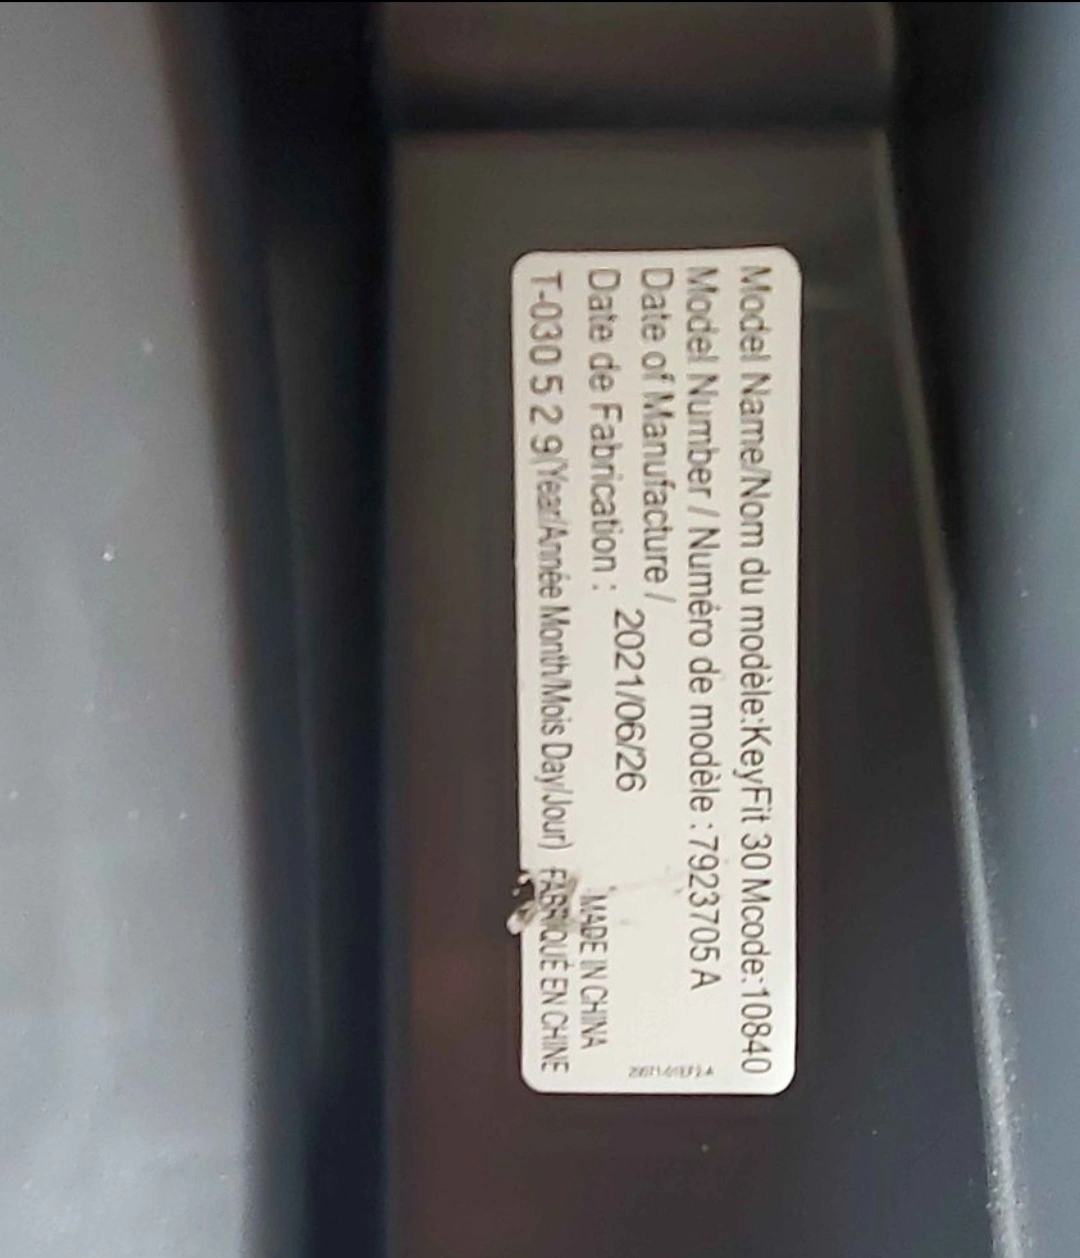 Model Name/Nom du modèle:KeyFit 30 Mcode:10840
Model Number / Numéro de modèle :7923705 A
Date of Manufacture /
Date de Fabrication : 2021/06/26
MADE IN CHINA
T-030 5 2 9(Year/Année Month/Mois Day/Jour) FABRIQUÉ EN CHINE